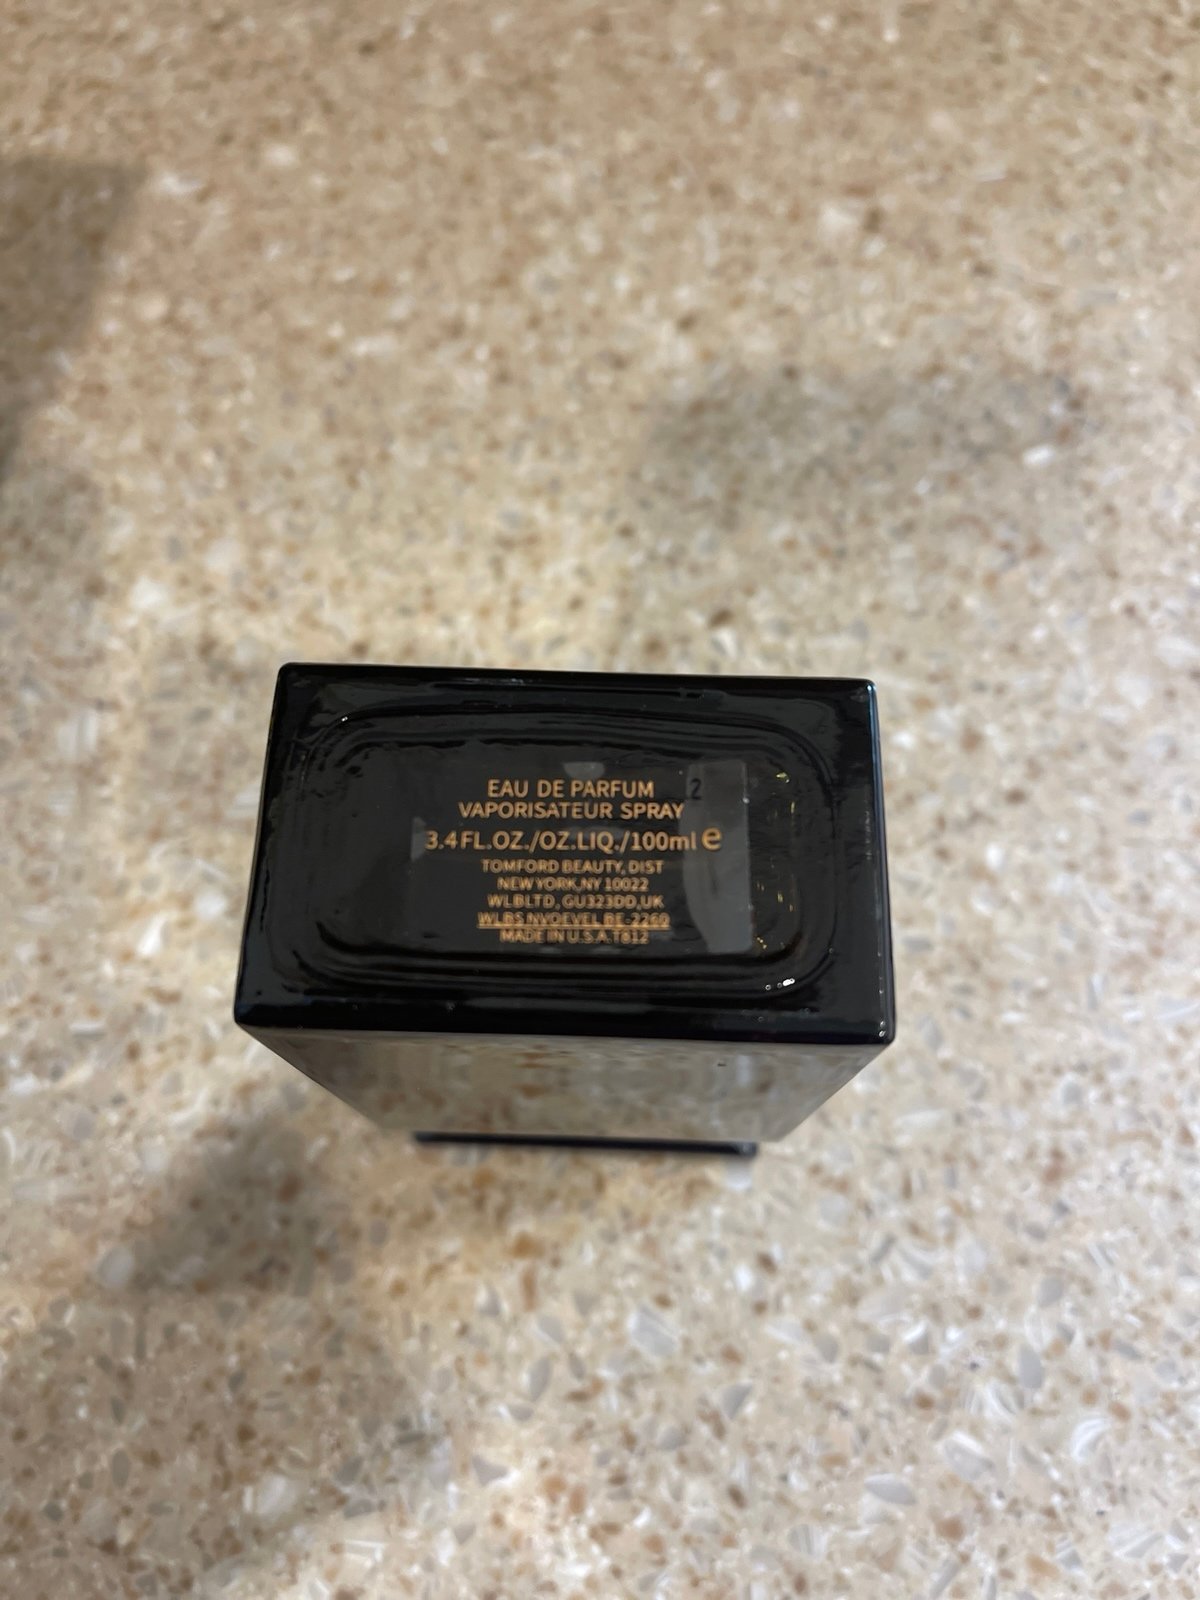 EAU DE PARFUM
VAPORISATEUR SPRAY
2
3.4FL.OZ./OZ.LIQ./100ml e
TOMFORD BEAUTY, DIST
NEW YORK,NY 10022
WLBLTD, GU323DD,UK
WLBS NVOEVEL BE-2260
MADE IN U.S.A.T812